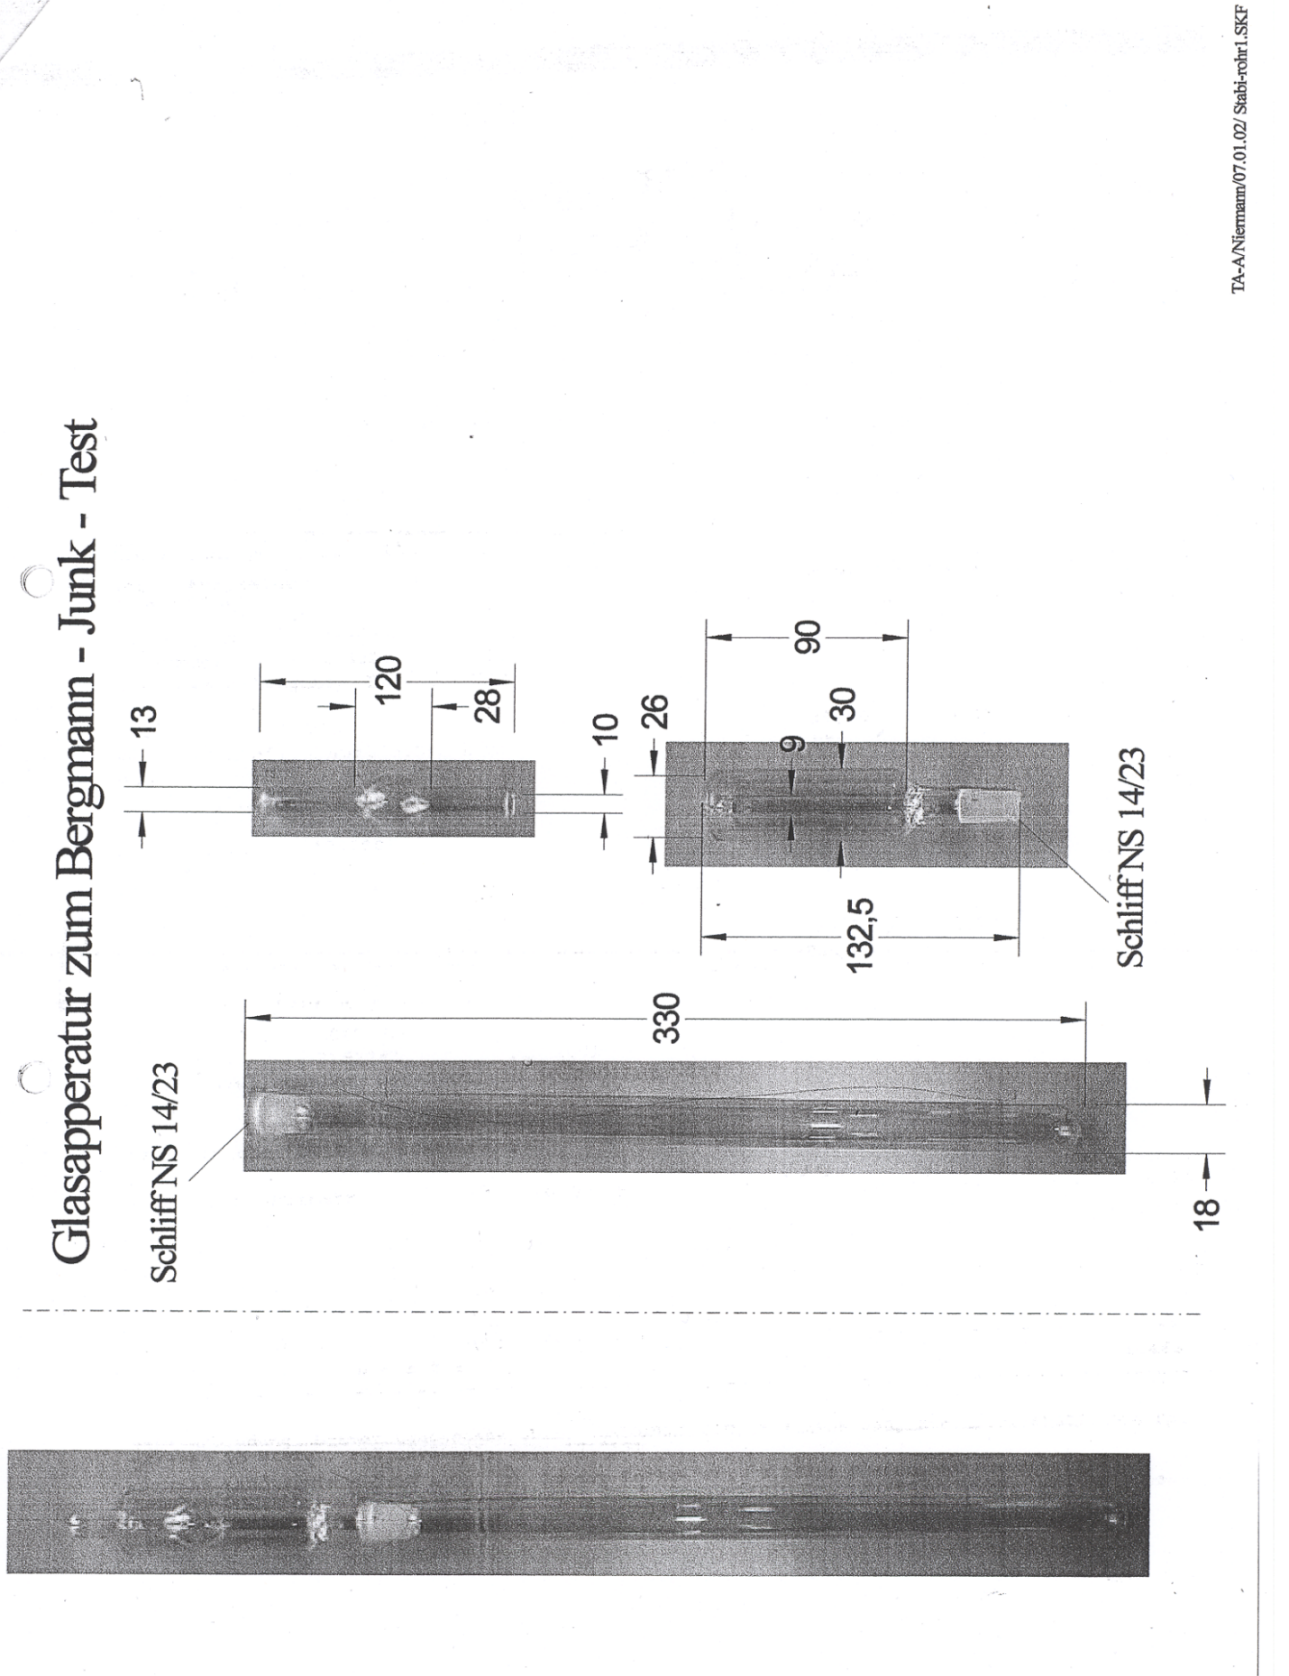 Glasapperatur zum Bergmann - Junk - Test
Schliff NS 14/23
13
120
28
10
26
90
9
30
132,5
330
Schliff NS 14/23
18
TA-A/Niermann/07.01.02/ Stabi-rohr1.SKF